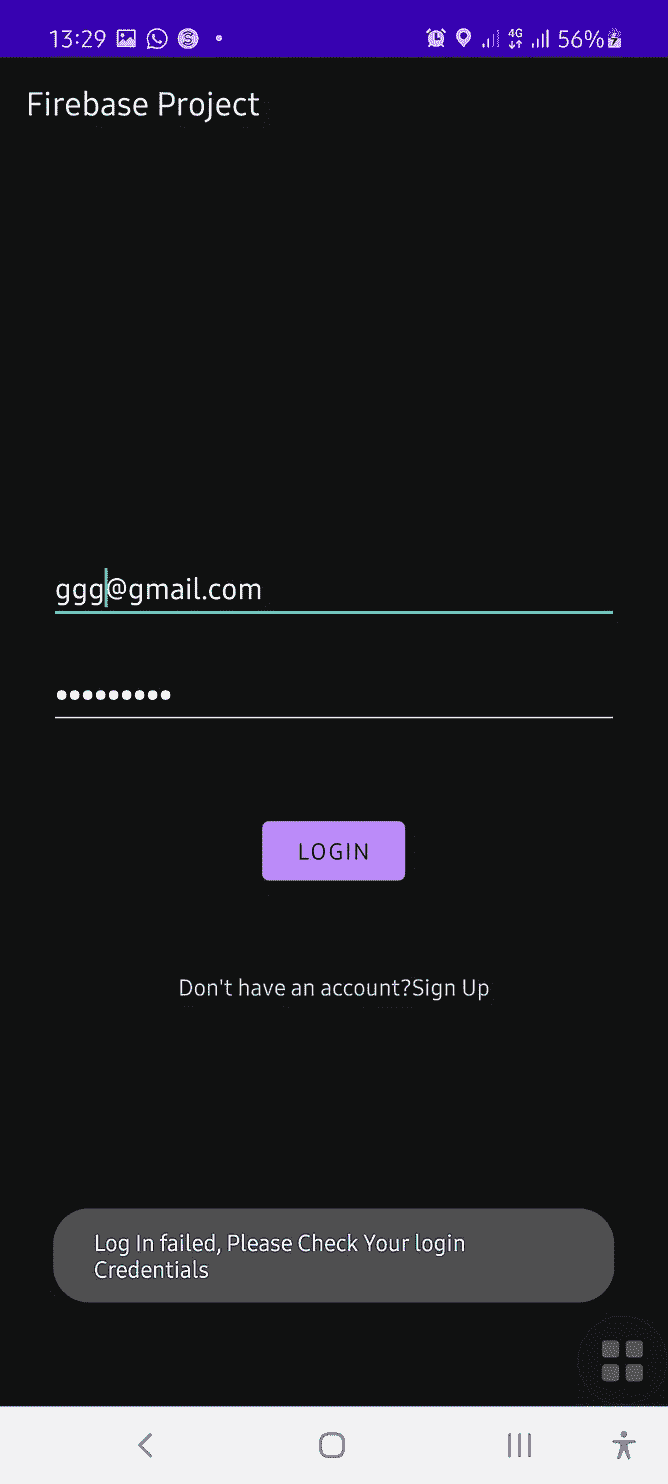 13:29 4G 56%
Firebase Project
ggg@gmail.com
•••••••••
LOGIN
Don't have an account?Sign Up
Log In failed, Please Check Your login
Credentials